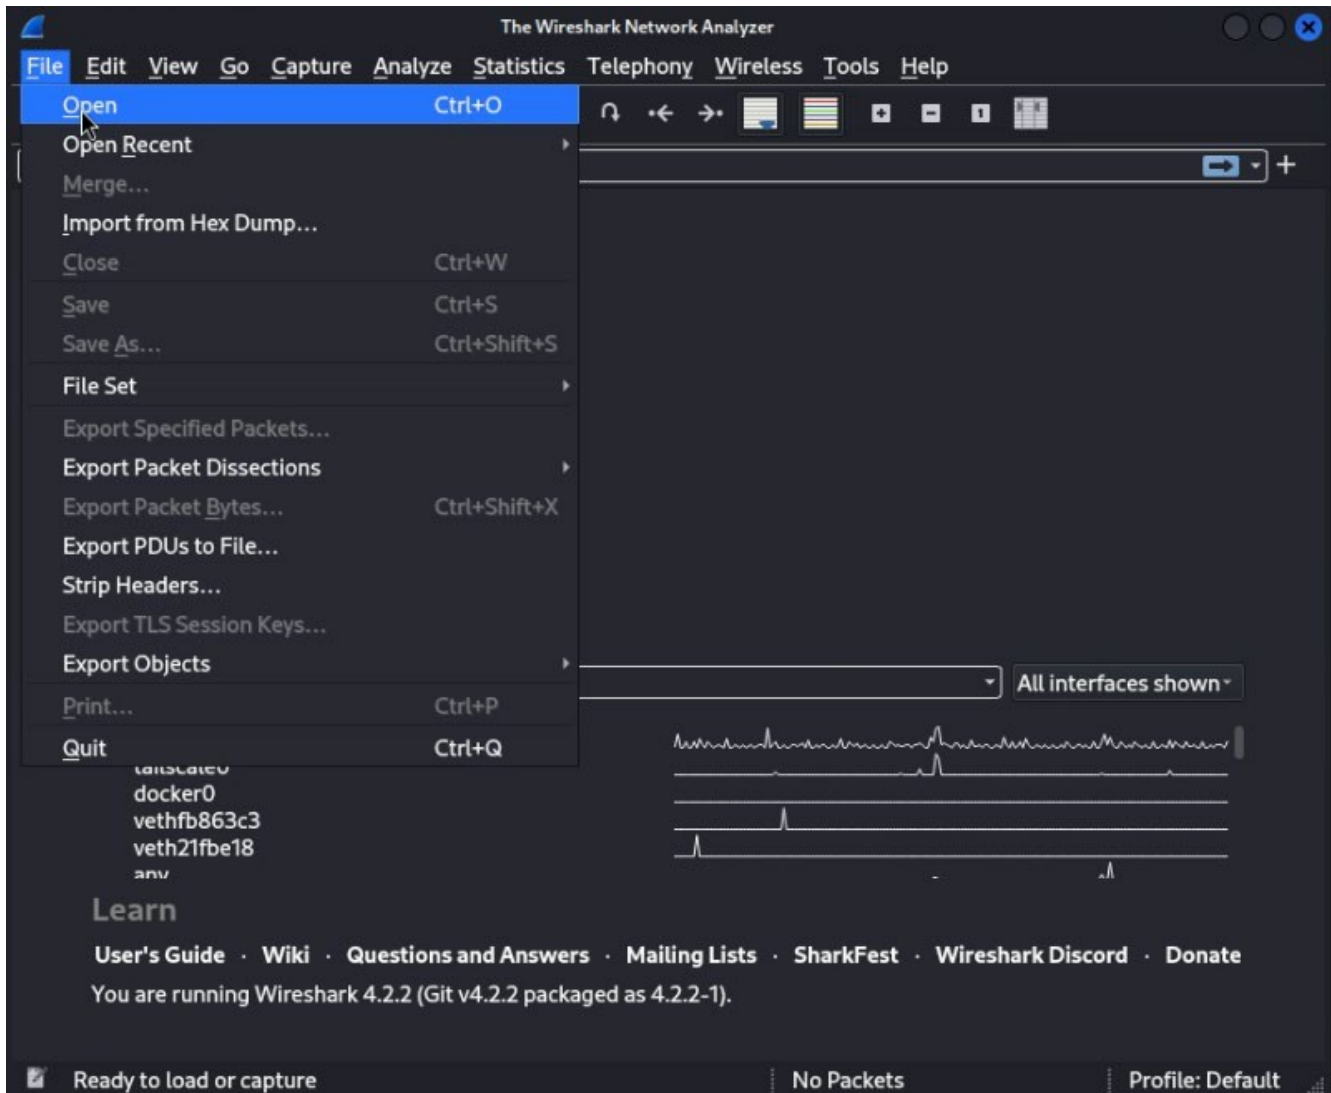 The Wireshark Network Analyzer
File Edit View Go Capture Analyze Statistics Telephony Wireless Tools Help
Open Ctrl+O
Open Recent
Merge...
Import from Hex Dump...
Close Ctrl+W
Save Ctrl+S
Save As... Ctrl+Shift+S
File Set
Export Specified Packets...
Export Packet Dissections
Export Packet Bytes... Ctrl+Shift+X
Export PDUs to File...
Strip Headers...
Export TLS Session Keys...
Export Objects
All interfaces shown
Print... Ctrl+P
Quit Ctrl+Q
tailscale0
docker0
vethfb863c3
veth21fbe18
any
Learn
User's Guide · Wiki · Questions and Answers · Mailing Lists · SharkFest · Wireshark Discord · Donate
You are running Wireshark 4.2.2 (Git v4.2.2 packaged as 4.2.2-1).
Ready to load or capture No Packets Profile: Default